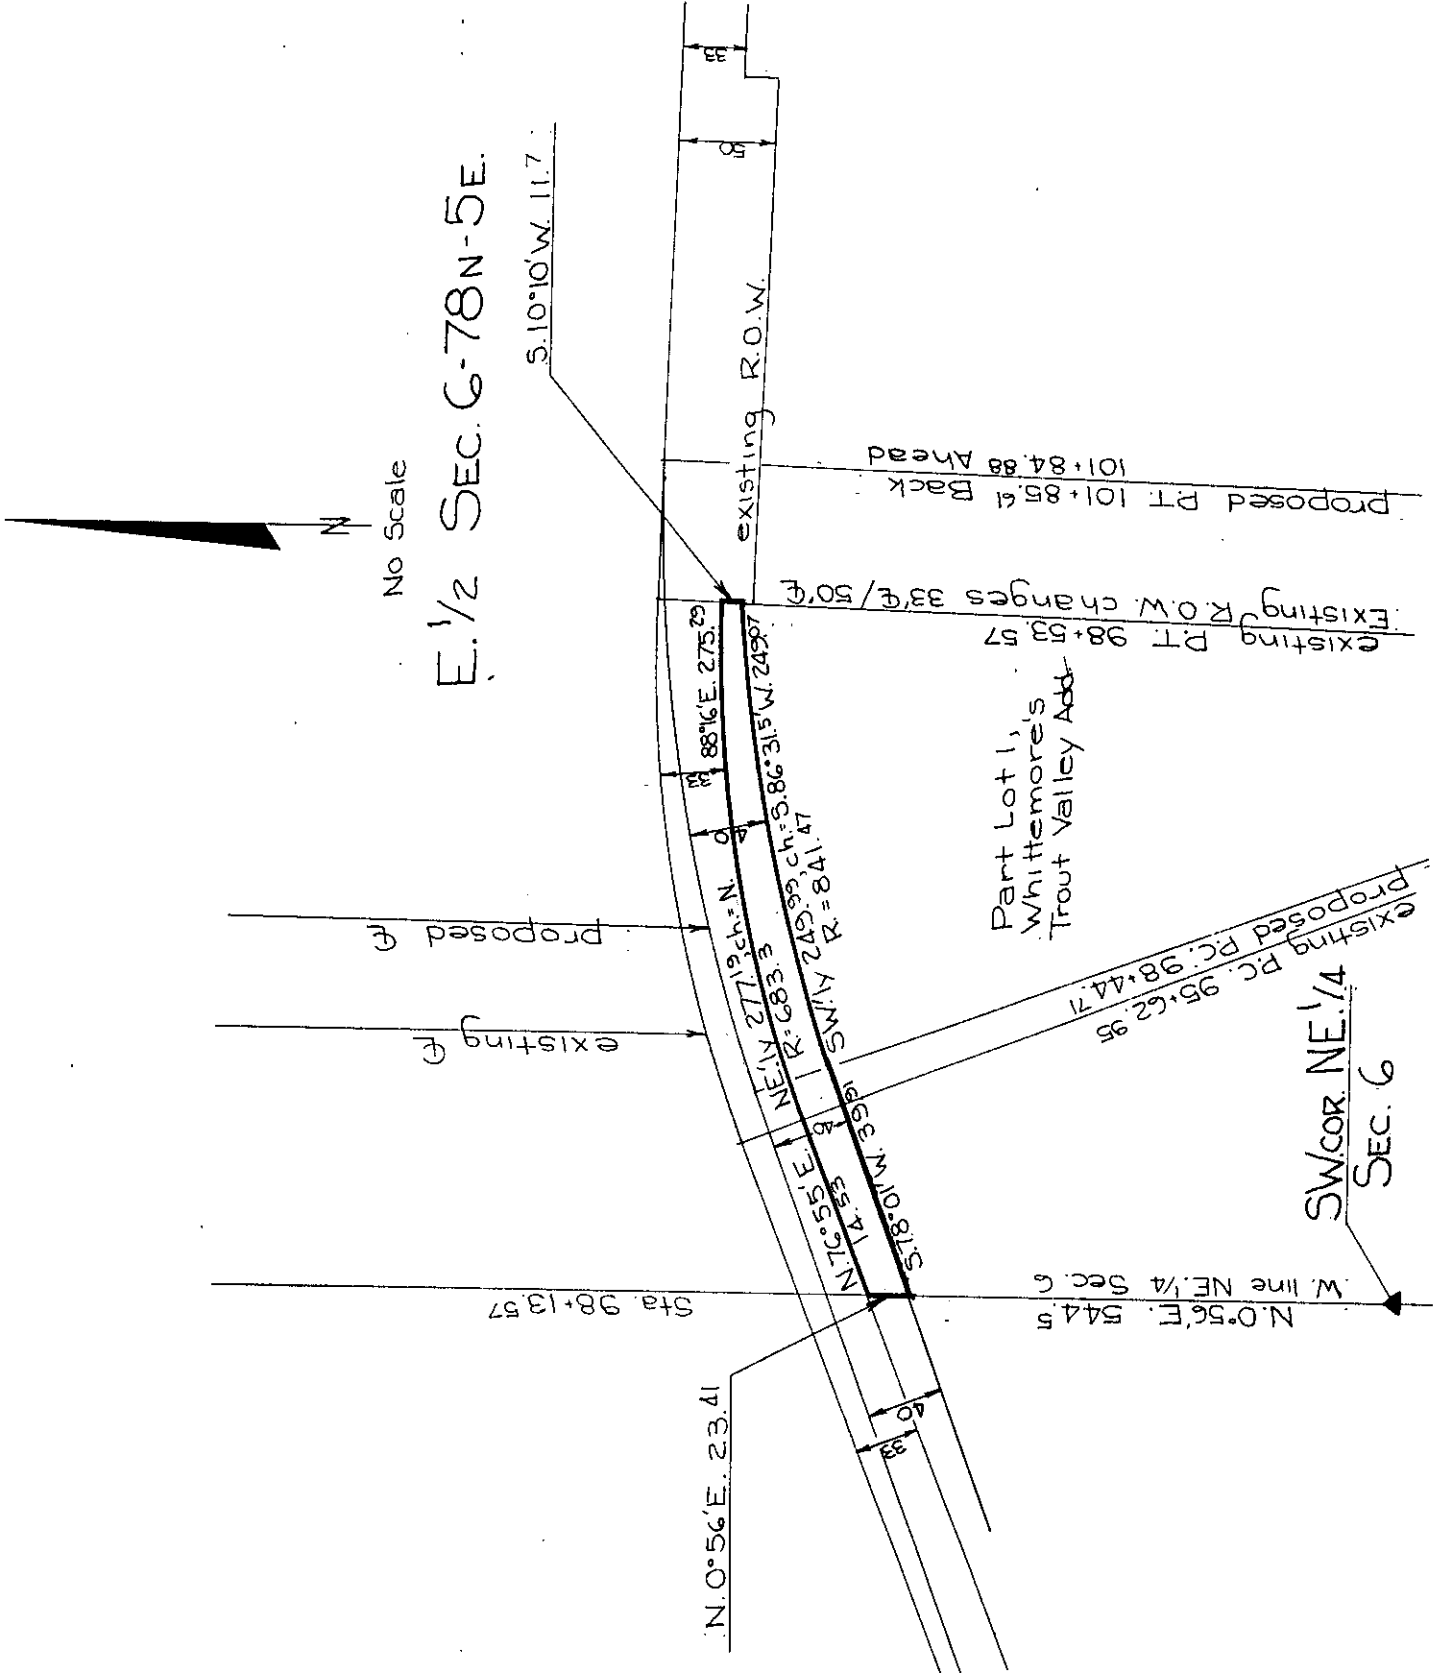 No Scale
N
E. 1/2 SEC. 6-78N-5E.
S.10°10'W. 11.7
33
50
existing R.O.W.
proposed P.T. 101+85.61 Back
101+84.88 Ahead
Existing R.O.W. changes 33'℄/50'℄
existing P.T. 98+53.57
88°16'E. 275.29
NE'ly 277.19, ch.= N.
R= 683.3
SW'ly 249.99, ch.= S.86°31.5'W. 249.07
R.= 841.47
33
40
proposed ℄
existing ℄
Part Lot 1,
Whittemore's
Trout Valley Add.
proposed P.C. 98+44.71
existing P.C. 95+62.95
N.76°55'E.
14.53
40
S.78°01'W. 39.91
Sta. 98+13.57
W. line NE.1/4 Sec. 6
N.0°56'E. 544.5
SW.COR. NE.1/4
SEC. 6
N.0°56'E. 23.41
40
33